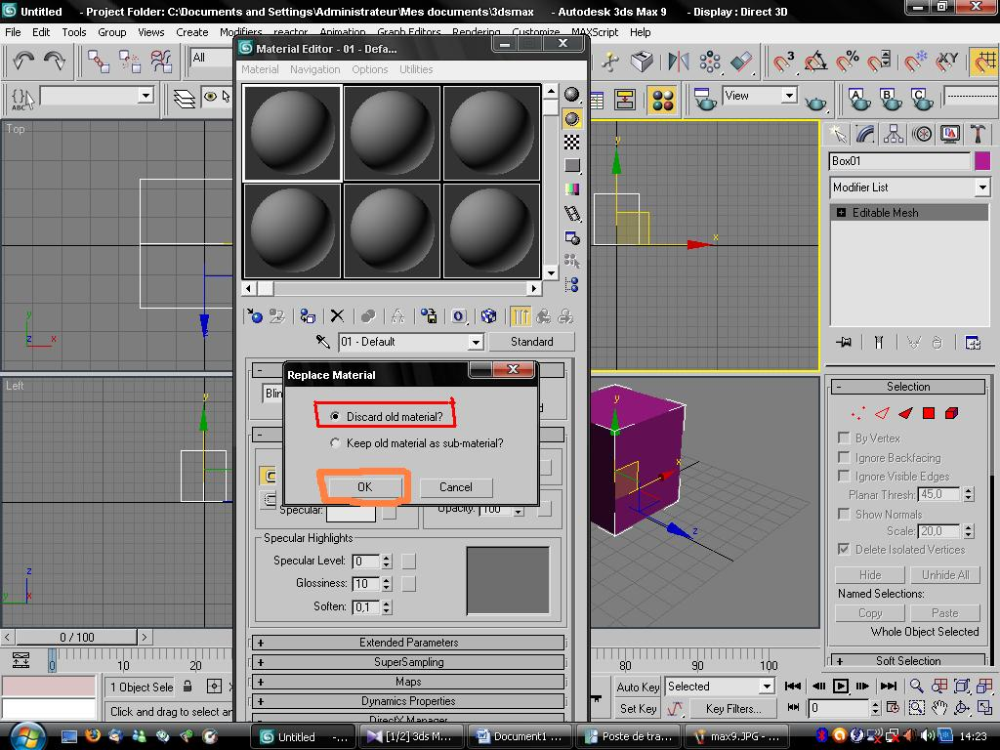 Untitled - Project Folder: C:\Documents and Settings\Administrateur\Mes documents\3dsmax - Autodesk 3ds Max 9 - Display : Direct 3D
File Edit Tools Group Views Create Modifiers reactor Animation Graph Editors Rendering Customize MAXScript Help
Material Editor - 01 - Defa...
Material Navigation Options Utilities
All
ABC
View
A B C
3 3 % XY
Top
Box01
Modifier List
Editable Mesh
01 - Default
Standard
Left
Blin
Replace Material
Discard old material?
Keep old material as sub-material?
OK Cancel
Specular:
Opacity: 100
Specular Highlights
Specular Level: 0
Glossiness: 10
Soften: 0,1
Extended Parameters
SuperSampling
Maps
Dynamics Properties
DirectX Manager
Selection
By Vertex
Ignore Backfacing
Ignore Visible Edges
Planar Thresh: 45,0
Show Normals
Scale: 20,0
Delete Isolated Vertices
Hide Unhide All
Named Selections:
Copy Paste
Whole Object Selected
Soft Selection
0 / 100
0 10 20 80 90 100
1 Object Sele
Click and drag to
Auto Key Selected
Set Key Key Filters...
0
Untitled -...
[1/2] 3ds M...
Document1 ...
Poste de tra...
max9.JPG - ...
14:23